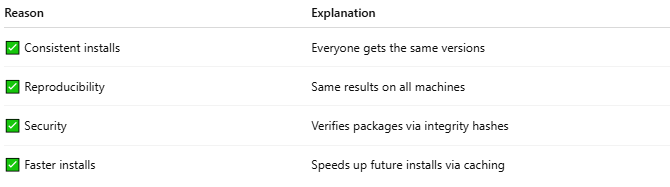 Reason Explanation
✅ Consistent installs Everyone gets the same versions
✅ Reproducibility Same results on all machines
✅ Security Verifies packages via integrity hashes
✅ Faster installs Speeds up future installs via caching